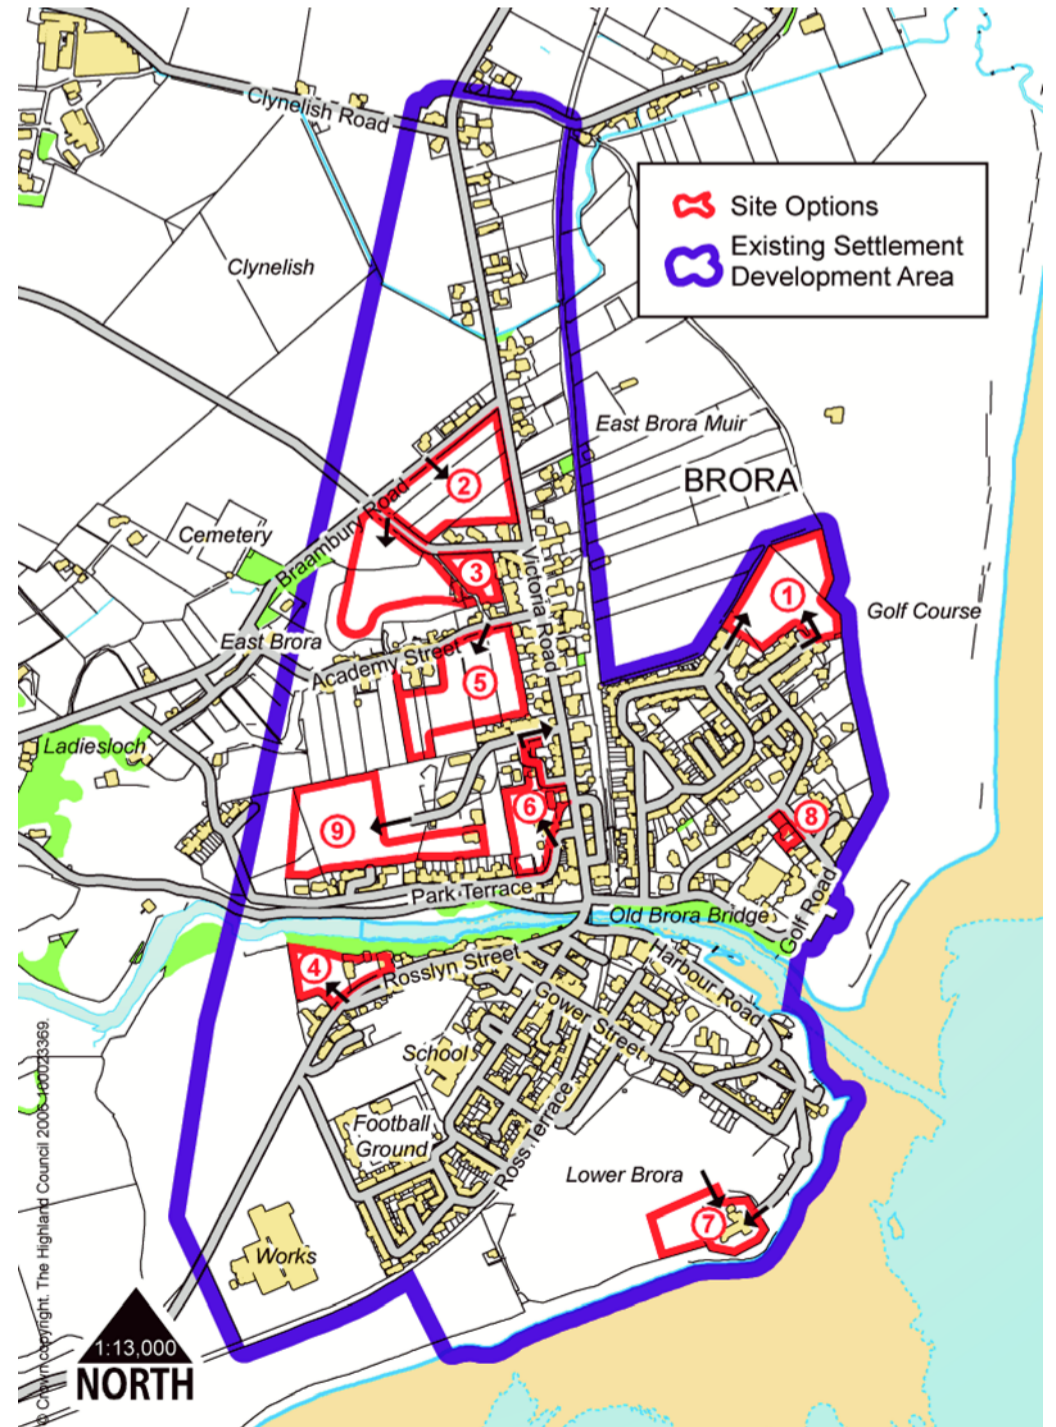 Clynelish Road
Site Options
Existing Settlement
Development Area
Clynelish
East Brora Muir
BRORA
2
Braambury Road
Cemetery
Victoria Road
3
1
Golf Course
East Brora
Academy Street
5
Ladiesloch
6
8
9
Park Terrace
Old Brora Bridge
Golf Road
4
Rosslyn Street
Harbour Road
Gower Street
School
Football
Ground
Ross Terrace
Lower Brora
7
Works
1:13,000
NORTH
© Crown copyright. The Highland Council 2006 100023369.